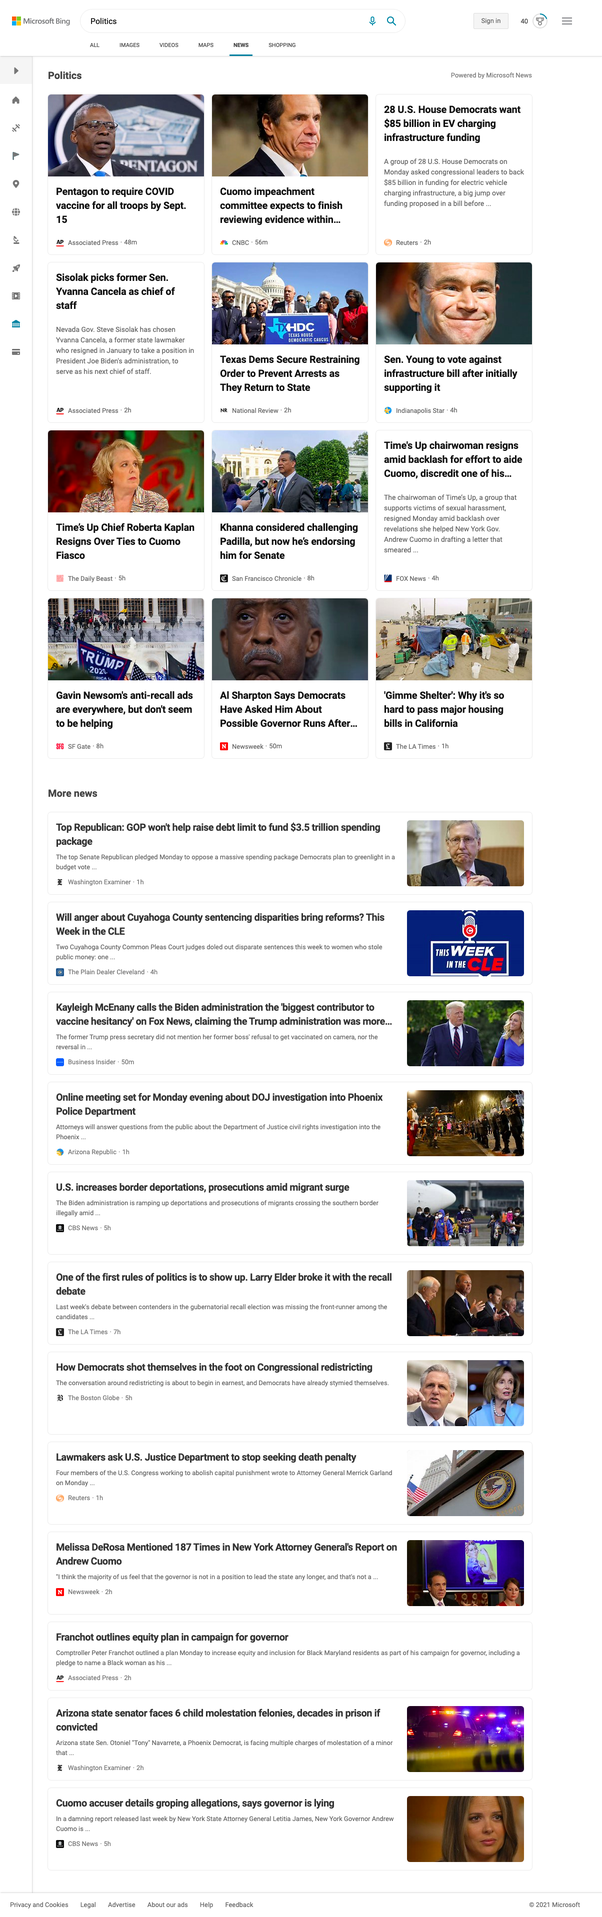 Microsoft Bing
Politics
Sign in
40
ALL IMAGES VIDEOS MAPS NEWS SHOPPING
Politics
Powered by Microsoft News
PENTAGON
Pentagon to require COVID
vaccine for all troops by Sept.
15
AP Associated Press · 48m
Cuomo impeachment
committee expects to finish
reviewing evidence within...
CNBC · 56m
28 U.S. House Democrats want
$85 billion in EV charging
infrastructure funding
A group of 28 U.S. House Democrats on
Monday asked congressional leaders to back
$85 billion in funding for electric vehicle
charging infrastructure, a big jump over
funding proposed in a bill before ...
Reuters · 2h
Sisolak picks former Sen.
Yvanna Cancela as chief of
staff
Nevada Gov. Steve Sisolak has chosen
Yvanna Cancela, a former state lawmaker
who resigned in January to take a position in
President Joe Biden's administration, to
serve as his next chief of staff.
AP Associated Press · 2h
HDC
TEXAS HOUSE
DEMOCRATIC CAUCUS
Texas Dems Secure Restraining
Order to Prevent Arrests as
They Return to State
NR National Review · 2h
Sen. Young to vote against
infrastructure bill after initially
supporting it
Indianapolis Star · 4h
Time's Up Chief Roberta Kaplan
Resigns Over Ties to Cuomo
Fiasco
The Daily Beast · 5h
Khanna considered challenging
Padilla, but now he's endorsing
him for Senate
San Francisco Chronicle · 8h
Time's Up chairwoman resigns
amid backlash for effort to aide
Cuomo, discredit one of his...
The chairwoman of Time's Up, a group that
supports victims of sexual harassment,
resigned Monday amid backlash over
revelations she helped New York Gov.
Andrew Cuomo in drafting a letter that
smeared ...
FOX News · 4h
TRUMP
202
Gavin Newsom's anti-recall ads
are everywhere, but don't seem
to be helping
SF Gate · 8h
Al Sharpton Says Democrats
Have Asked Him About
Possible Governor Runs After...
N Newsweek · 50m
'Gimme Shelter': Why it's so
hard to pass major housing
bills in California
The LA Times · 1h
More news
Top Republican: GOP won't help raise debt limit to fund $3.5 trillion spending
package
The top Senate Republican pledged Monday to oppose a massive spending package Democrats plan to greenlight in a
budget vote ...
Washington Examiner · 1h
Will anger about Cuyahoga County sentencing disparities bring reforms? This
Week in the CLE
Two Cuyahoga County Common Pleas Court judges doled out disparate sentences this week to women who stole
public money: one ...
The Plain Dealer Cleveland · 4h
THIS WEEK
IN THE CLE
Kayleigh McEnany calls the Biden administration the 'biggest contributor to
vaccine hesitancy' on Fox News, claiming the Trump administration was more...
The former Trump press secretary did not mention her former boss' refusal to get vaccinated on camera, nor the
reversal in ...
Business Insider · 50m
Online meeting set for Monday evening about DOJ investigation into Phoenix
Police Department
Attorneys will answer questions from the public about the Department of Justice civil rights investigation into the
Phoenix ...
Arizona Republic · 1h
U.S. increases border deportations, prosecutions amid migrant surge
The Biden administration is ramping up deportations and prosecutions of migrants crossing the southern border
illegally amid ...
CBS News · 5h
One of the first rules of politics is to show up. Larry Elder broke it with the recall
debate
Last week's debate between contenders in the gubernatorial recall election was missing the front-runner among the
candidates ...
The LA Times · 7h
How Democrats shot themselves in the foot on Congressional redistricting
The conversation around redistricting is about to begin in earnest, and Democrats have already stymied themselves.
The Boston Globe · 5h
Lawmakers ask U.S. Justice Department to stop seeking death penalty
Four members of the U.S. Congress working to abolish capital punishment wrote to Attorney General Merrick Garland
on Monday ...
Reuters · 1h
Melissa DeRosa Mentioned 187 Times in New York Attorney General's Report on
Andrew Cuomo
"I think the majority of us feel that the governor is not in a position to lead the state any longer, and that's not a ...
N Newsweek · 2h
Franchot outlines equity plan in campaign for governor
Comptroller Peter Franchot outlined a plan Monday to increase equity and inclusion for Black Maryland residents as part of his campaign for governor, including a
pledge to name a Black woman as his ...
AP Associated Press · 2h
Arizona state senator faces 6 child molestation felonies, decades in prison if
convicted
Arizona state Sen. Otoniel "Tony" Navarrete, a Phoenix Democrat, is facing multiple charges of molestation of a minor
that ...
Washington Examiner · 2h
Cuomo accuser details groping allegations, says governor is lying
In a damning report released last week by New York State Attorney General Letitia James, New York Governor Andrew
Cuomo is ...
CBS News · 5h
Privacy and Cookies Legal Advertise About our ads Help Feedback
© 2021 Microsoft